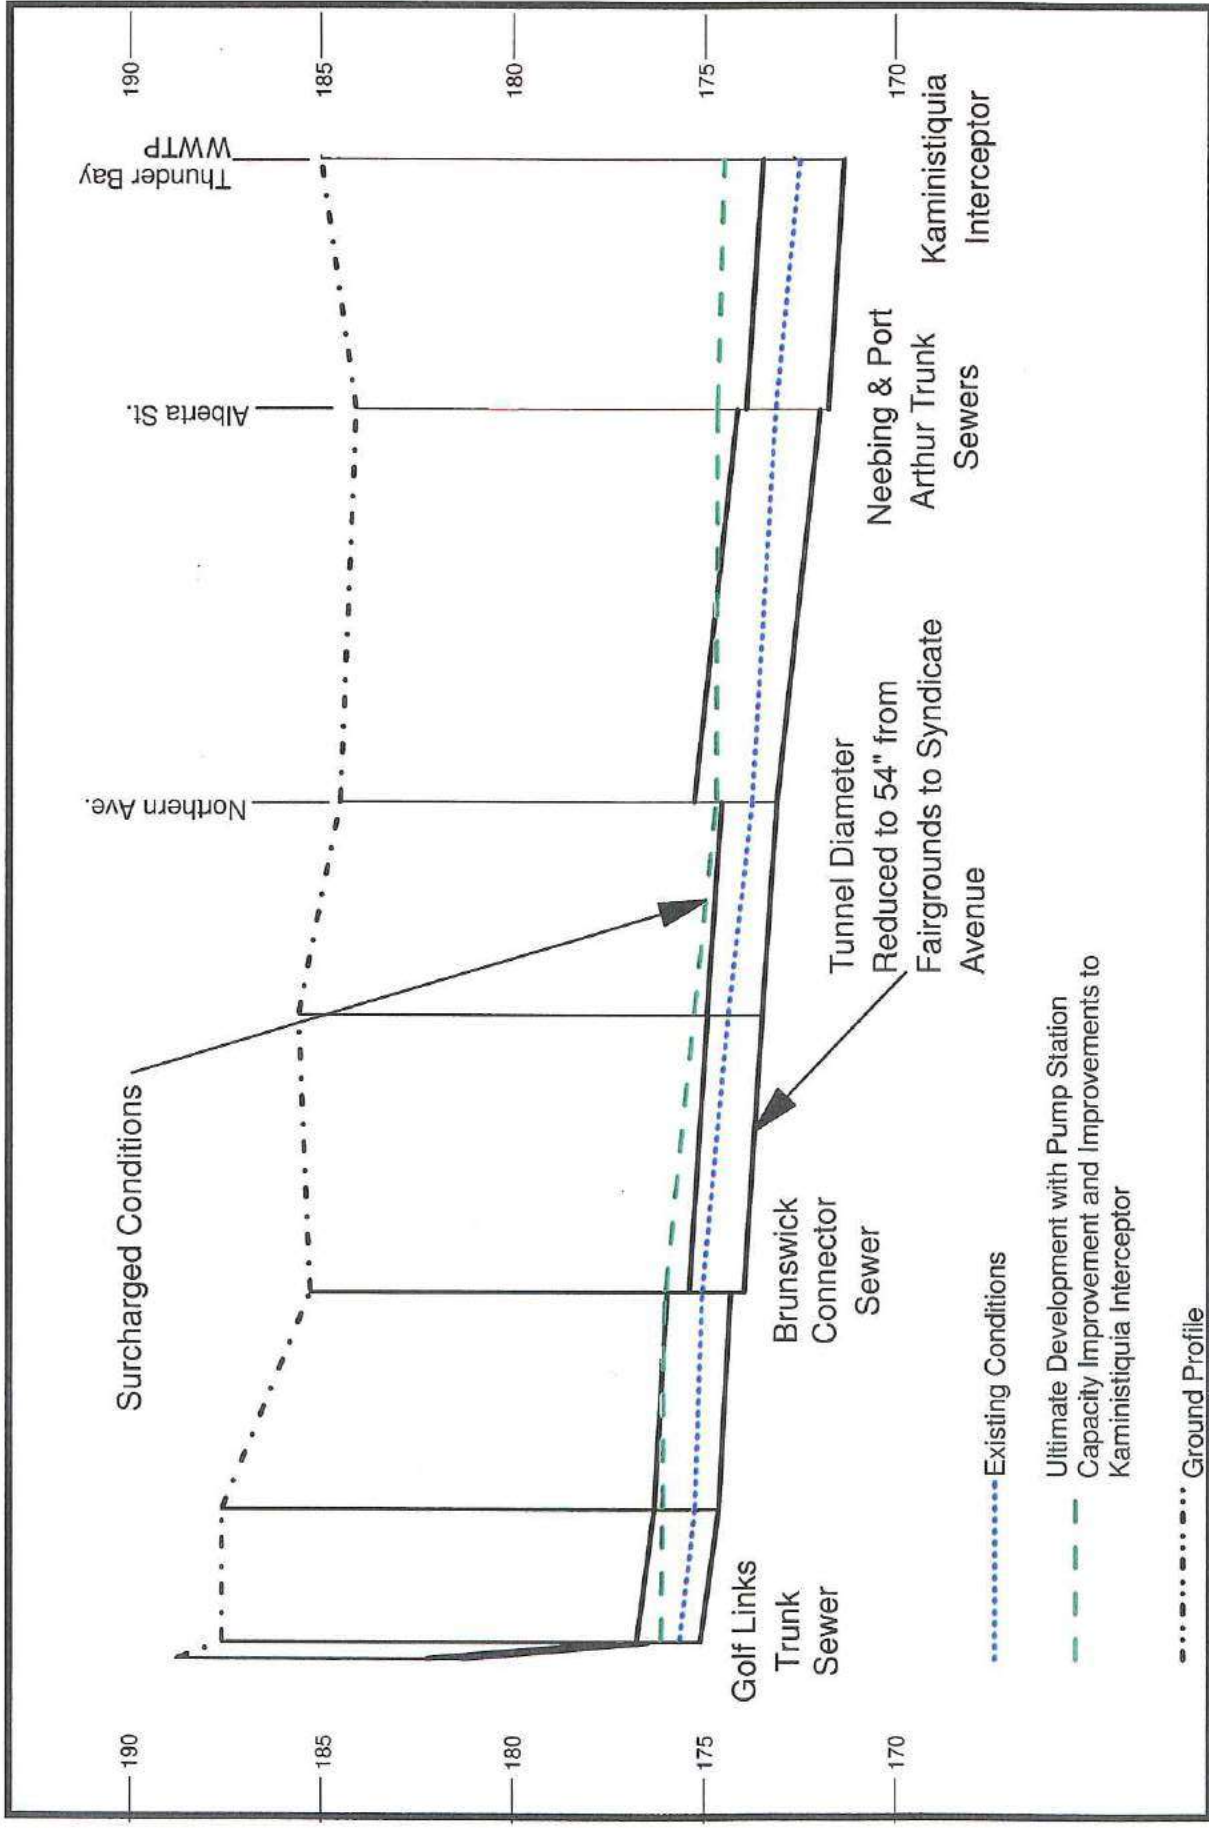 190
185
180
175
170
190
185
180
175
170
Thunder Bay
WWTP
Alberta St.
Northern Ave.
Surcharged Conditions
Golf Links
Trunk
Sewer
Brunswick
Connector
Sewer
Tunnel Diameter
Reduced to 54" from
Fairgrounds to Syndicate
Avenue
Neebing & Port
Arthur Trunk
Sewers
Kaministiquia
Interceptor
Existing Conditions
Ultimate Development with Pump Station
Capacity Improvement and Improvements to
Kaministiquia Interceptor
Ground Profile